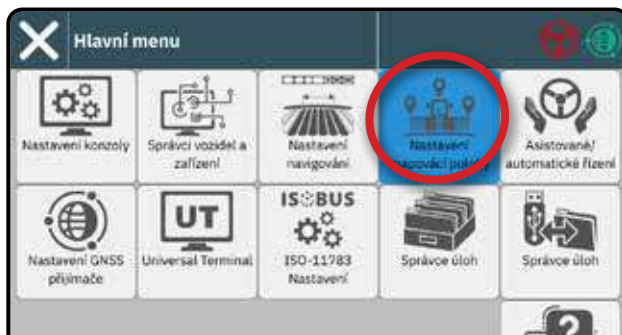 Hlavní menu
Nastavení konzoly
Správci vozidel a
zařízení
Nastavení
navigování
Nastavení
mapovací polohy
Asistované/
automatické řízení
Nastavení GNSS
přijímače
UT
Universal Terminal
ISOBUS
ISO-11783
Nastavení
Správce úloh
Správce úloh
?